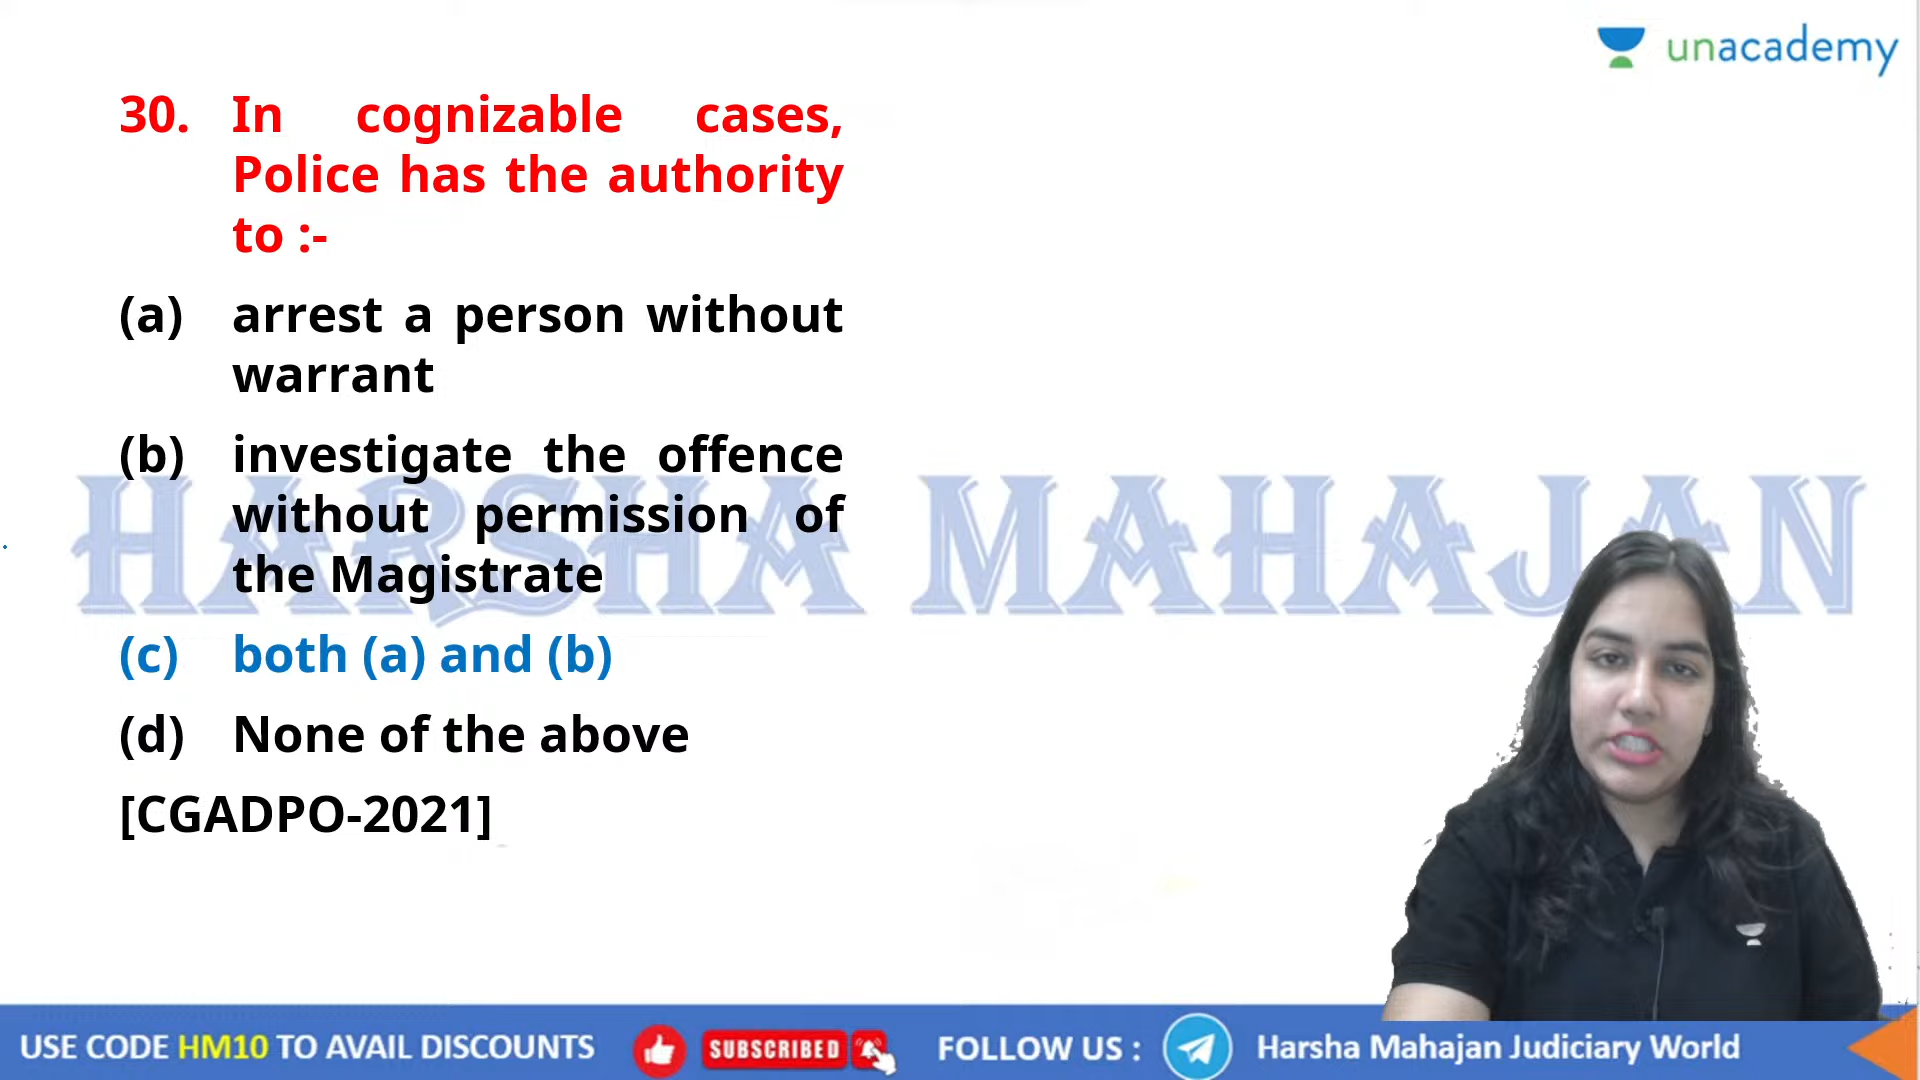 unacademy
30. In cognizable cases,
Police has the authority
to :-
(a) arrest a person without
warrant
(b) investigate the offence
without permission of
the Magistrate
(c) both (a) and (b)
(d) None of the above
[CGADPO-2021]
HARSHA MAHAJAN
USE CODE HM10 TO AVAIL DISCOUNTS
SUBSCRIBED
FOLLOW US :
Harsha Mahajan Judiciary World